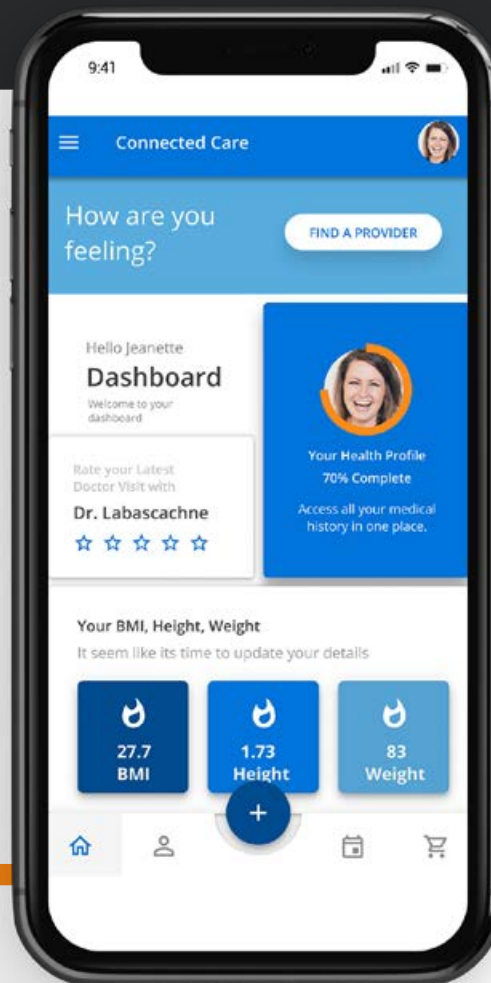 9:41
Connected Care
How are you
feeling?
FIND A PROVIDER
Hello Jeanette
Dashboard
Welcome to your
dashboard
Your Health Profile
70% Complete
Access all your medical
history in one place.
Rate your Latest
Doctor Visit with
Dr. Labascachne
Your BMI, Height, Weight
It seem like its time to update your details
27.7
BMI
1.73
Height
83
Weight
+